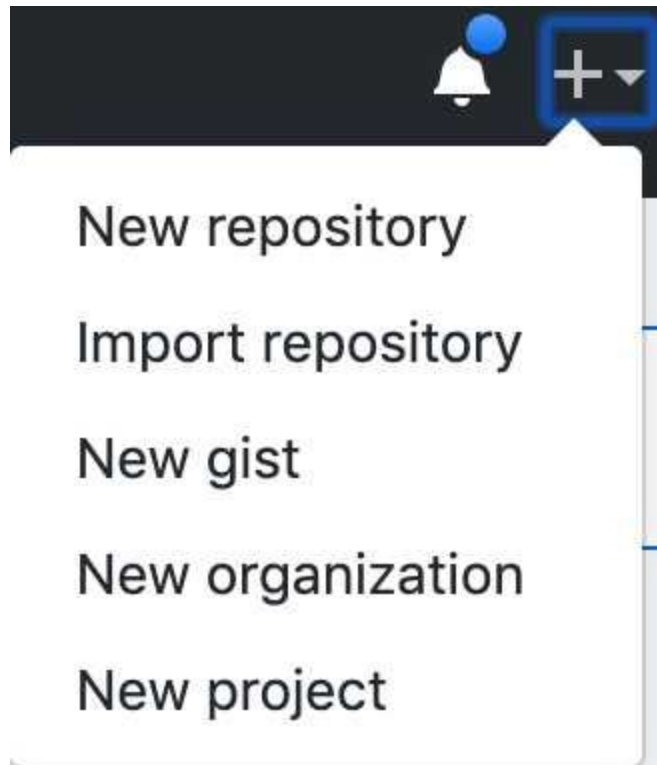 New repository
Import repository
New gist
New organization
New project